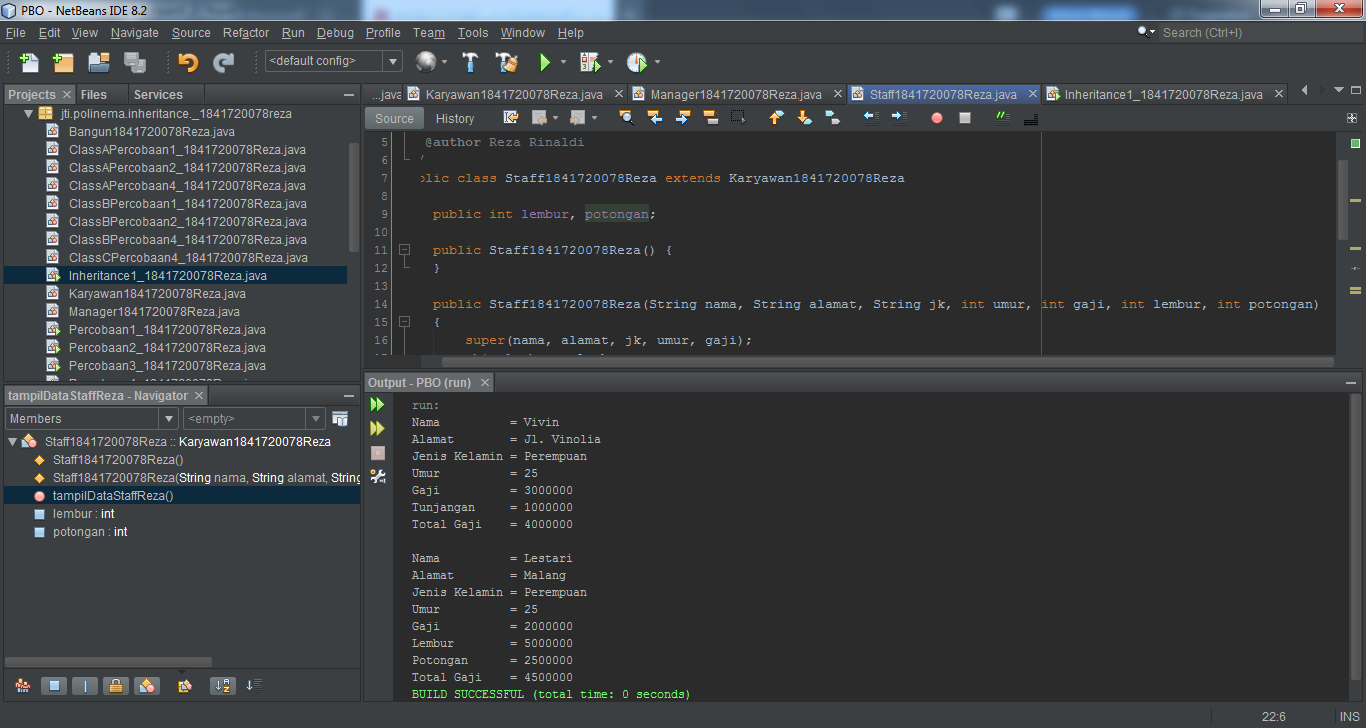 PBO - NetBeans IDE 8.2
File Edit View Navigate Source Refactor Run Debug Profile Team Tools Window Help
Search (Ctrl+I)
<default config>
Projects Files Services
jti.polinema.inheritance._1841720078reza
Bangun1841720078Reza.java
ClassAPercobaan1_1841720078Reza.java
ClassAPercobaan2_1841720078Reza.java
ClassAPercobaan4_1841720078Reza.java
ClassBPercobaan1_1841720078Reza.java
ClassBPercobaan2_1841720078Reza.java
ClassBPercobaan4_1841720078Reza.java
ClassCPercobaan4_1841720078Reza.java
Inheritance1_1841720078Reza.java
Karyawan1841720078Reza.java
Manager1841720078Reza.java
Percobaan1_1841720078Reza.java
Percobaan2_1841720078Reza.java
Percobaan3_1841720078Reza.java
tampilDataStaffReza - Navigator
Members <empty>
Staff1841720078Reza :: Karyawan1841720078Reza
Staff1841720078Reza()
Staff1841720078Reza(String nama, String alamat, String
tampilDataStaffReza()
lembur : int
potongan : int
...java Karyawan1841720078Reza.java Manager1841720078Reza.java Staff1841720078Reza.java Inheritance1_1841720078Reza.java
Source History
5 @author Reza Rinaldi
6 /
7 lic class Staff1841720078Reza extends Karyawan1841720078Reza
8
9 public int lembur, potongan;
10
11 public Staff1841720078Reza() {
12 }
13
14 public Staff1841720078Reza(String nama, String alamat, String jk, int umur, int gaji, int lembur, int potongan)
15 {
16 super(nama, alamat, jk, umur, gaji);
Output - PBO (run)
run:
Nama = Vivin
Alamat = Jl. Vinolia
Jenis Kelamin = Perempuan
Umur = 25
Gaji = 3000000
Tunjangan = 1000000
Total Gaji = 4000000
Nama = Lestari
Alamat = Malang
Jenis Kelamin = Perempuan
Umur = 25
Gaji = 2000000
Lembur = 5000000
Potongan = 2500000
Total Gaji = 4500000
BUILD SUCCESSFUL (total time: 0 seconds)
22:6 INS